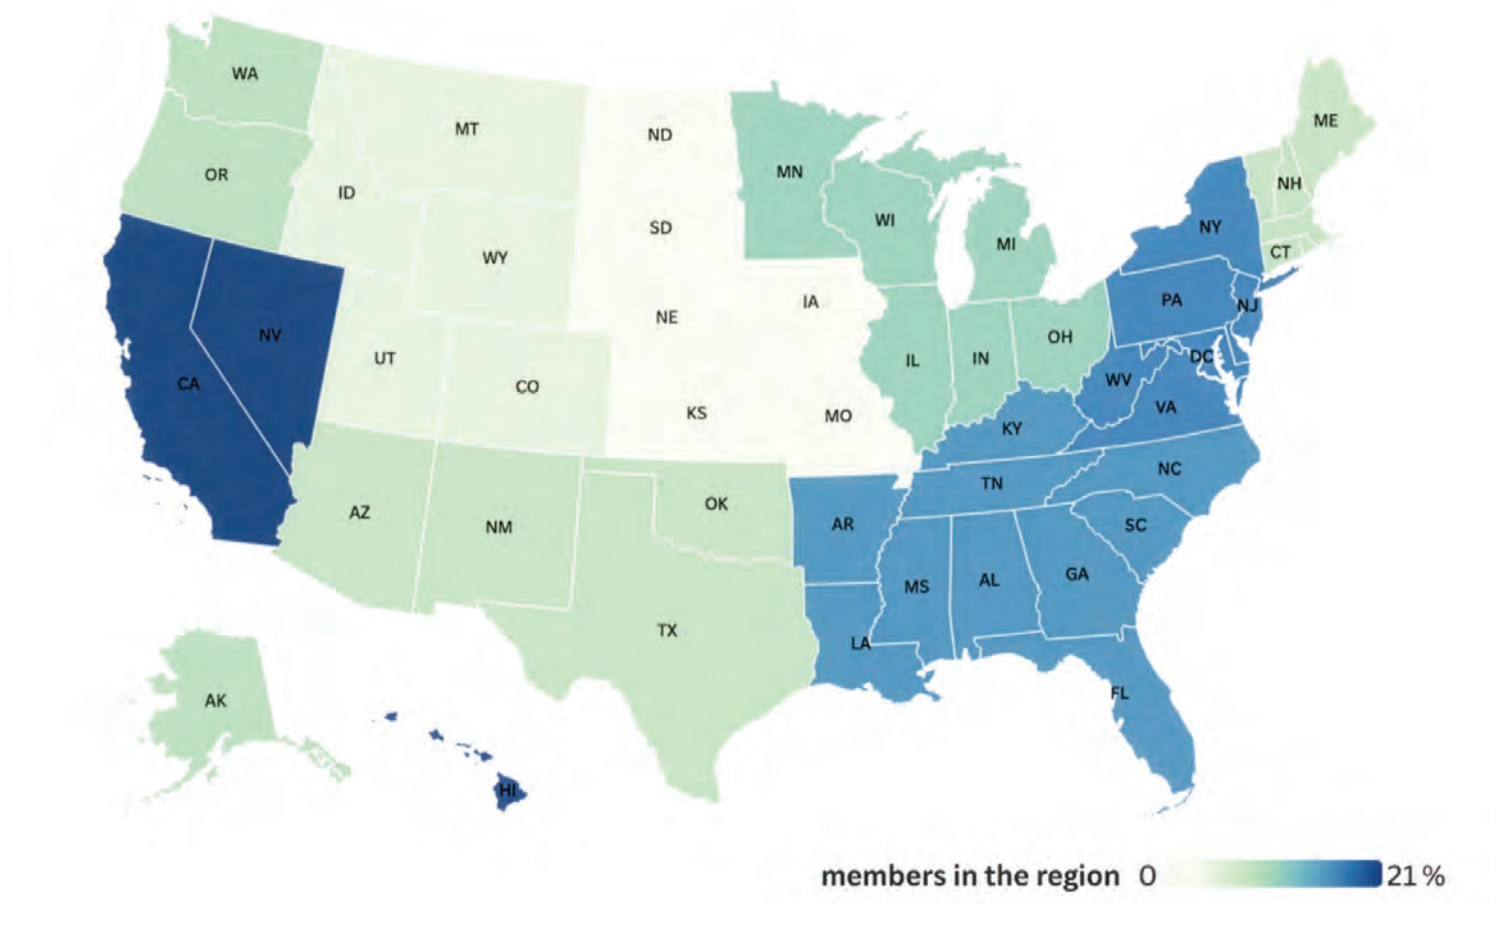 WA
MT
ND
ME
MN
OR
NH
ID
WI
NY
SD
MI
CT
WY
PA
IA
NJ
NE
NV
OH
DC
UT
IL
IN
WV
CA
CO
VA
KS
MO
KY
NC
TN
OK
AZ
AR
SC
NM
GA
AL
MS
TX
LA
FL
AK
HI
members in the region 0 21%